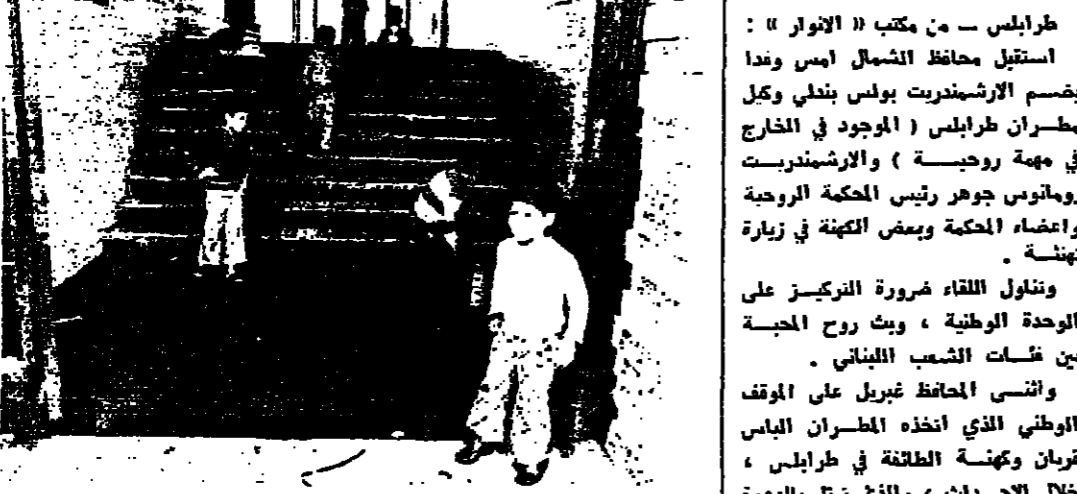 طرابلس — من مكتب « الانوار » :
استقبل محافظ الشمال امس وفدا
يضم الارشمندريت بولس بندلي وكيل
مطران طرابلس ( الموجود في الخارج
في مهمة روحية ) والارشمندريت
رومانوس جوهر رئيس المحكمة الروحية
واعضاء المحكمة وبعض الكهنة في زيارة
تهنئة .
وتناول اللقاء ضرورة التركيز على
الوحدة الوطنية ، وبث روح المحبة
بين فئات الشعب اللبناني .
واثنى المحافظ غبريل على الموقف
الوطني الذي اتخذه المطران الياس
قربان وكهنة الطائفة في طرابلس ،
خلال الاحداث ،